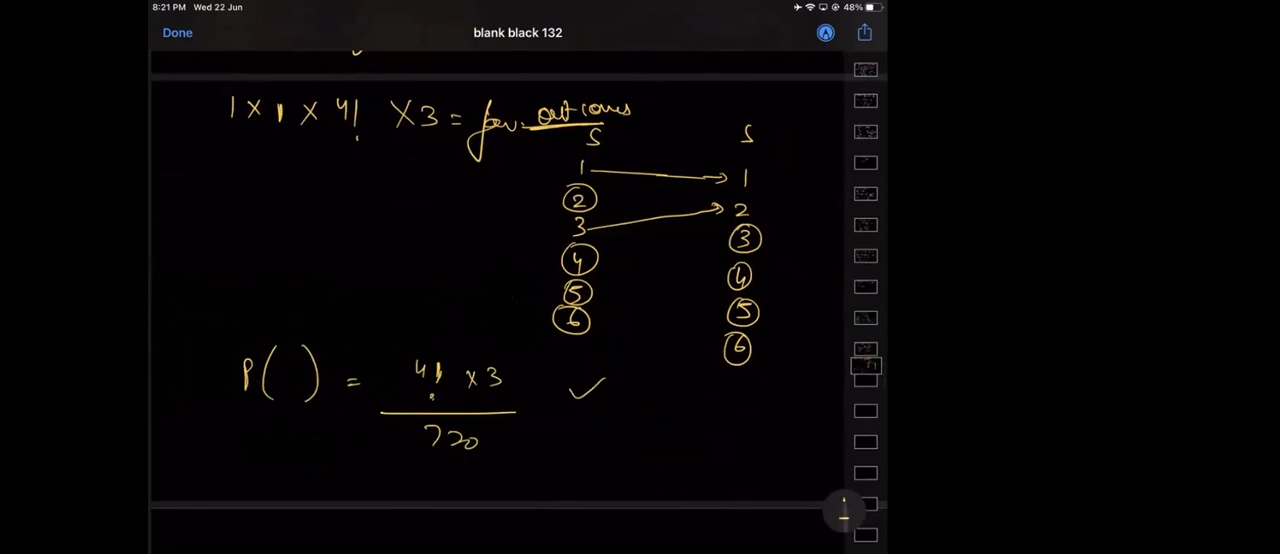 8:21 PM Wed 22 Jun
48%
Done
blank black 132
1 x 1 x 4! x 3 = fav. outcomes
S S
1 1
2 2
3 3
4 4
5 5
6 6
P( ) = 4! x 3
720